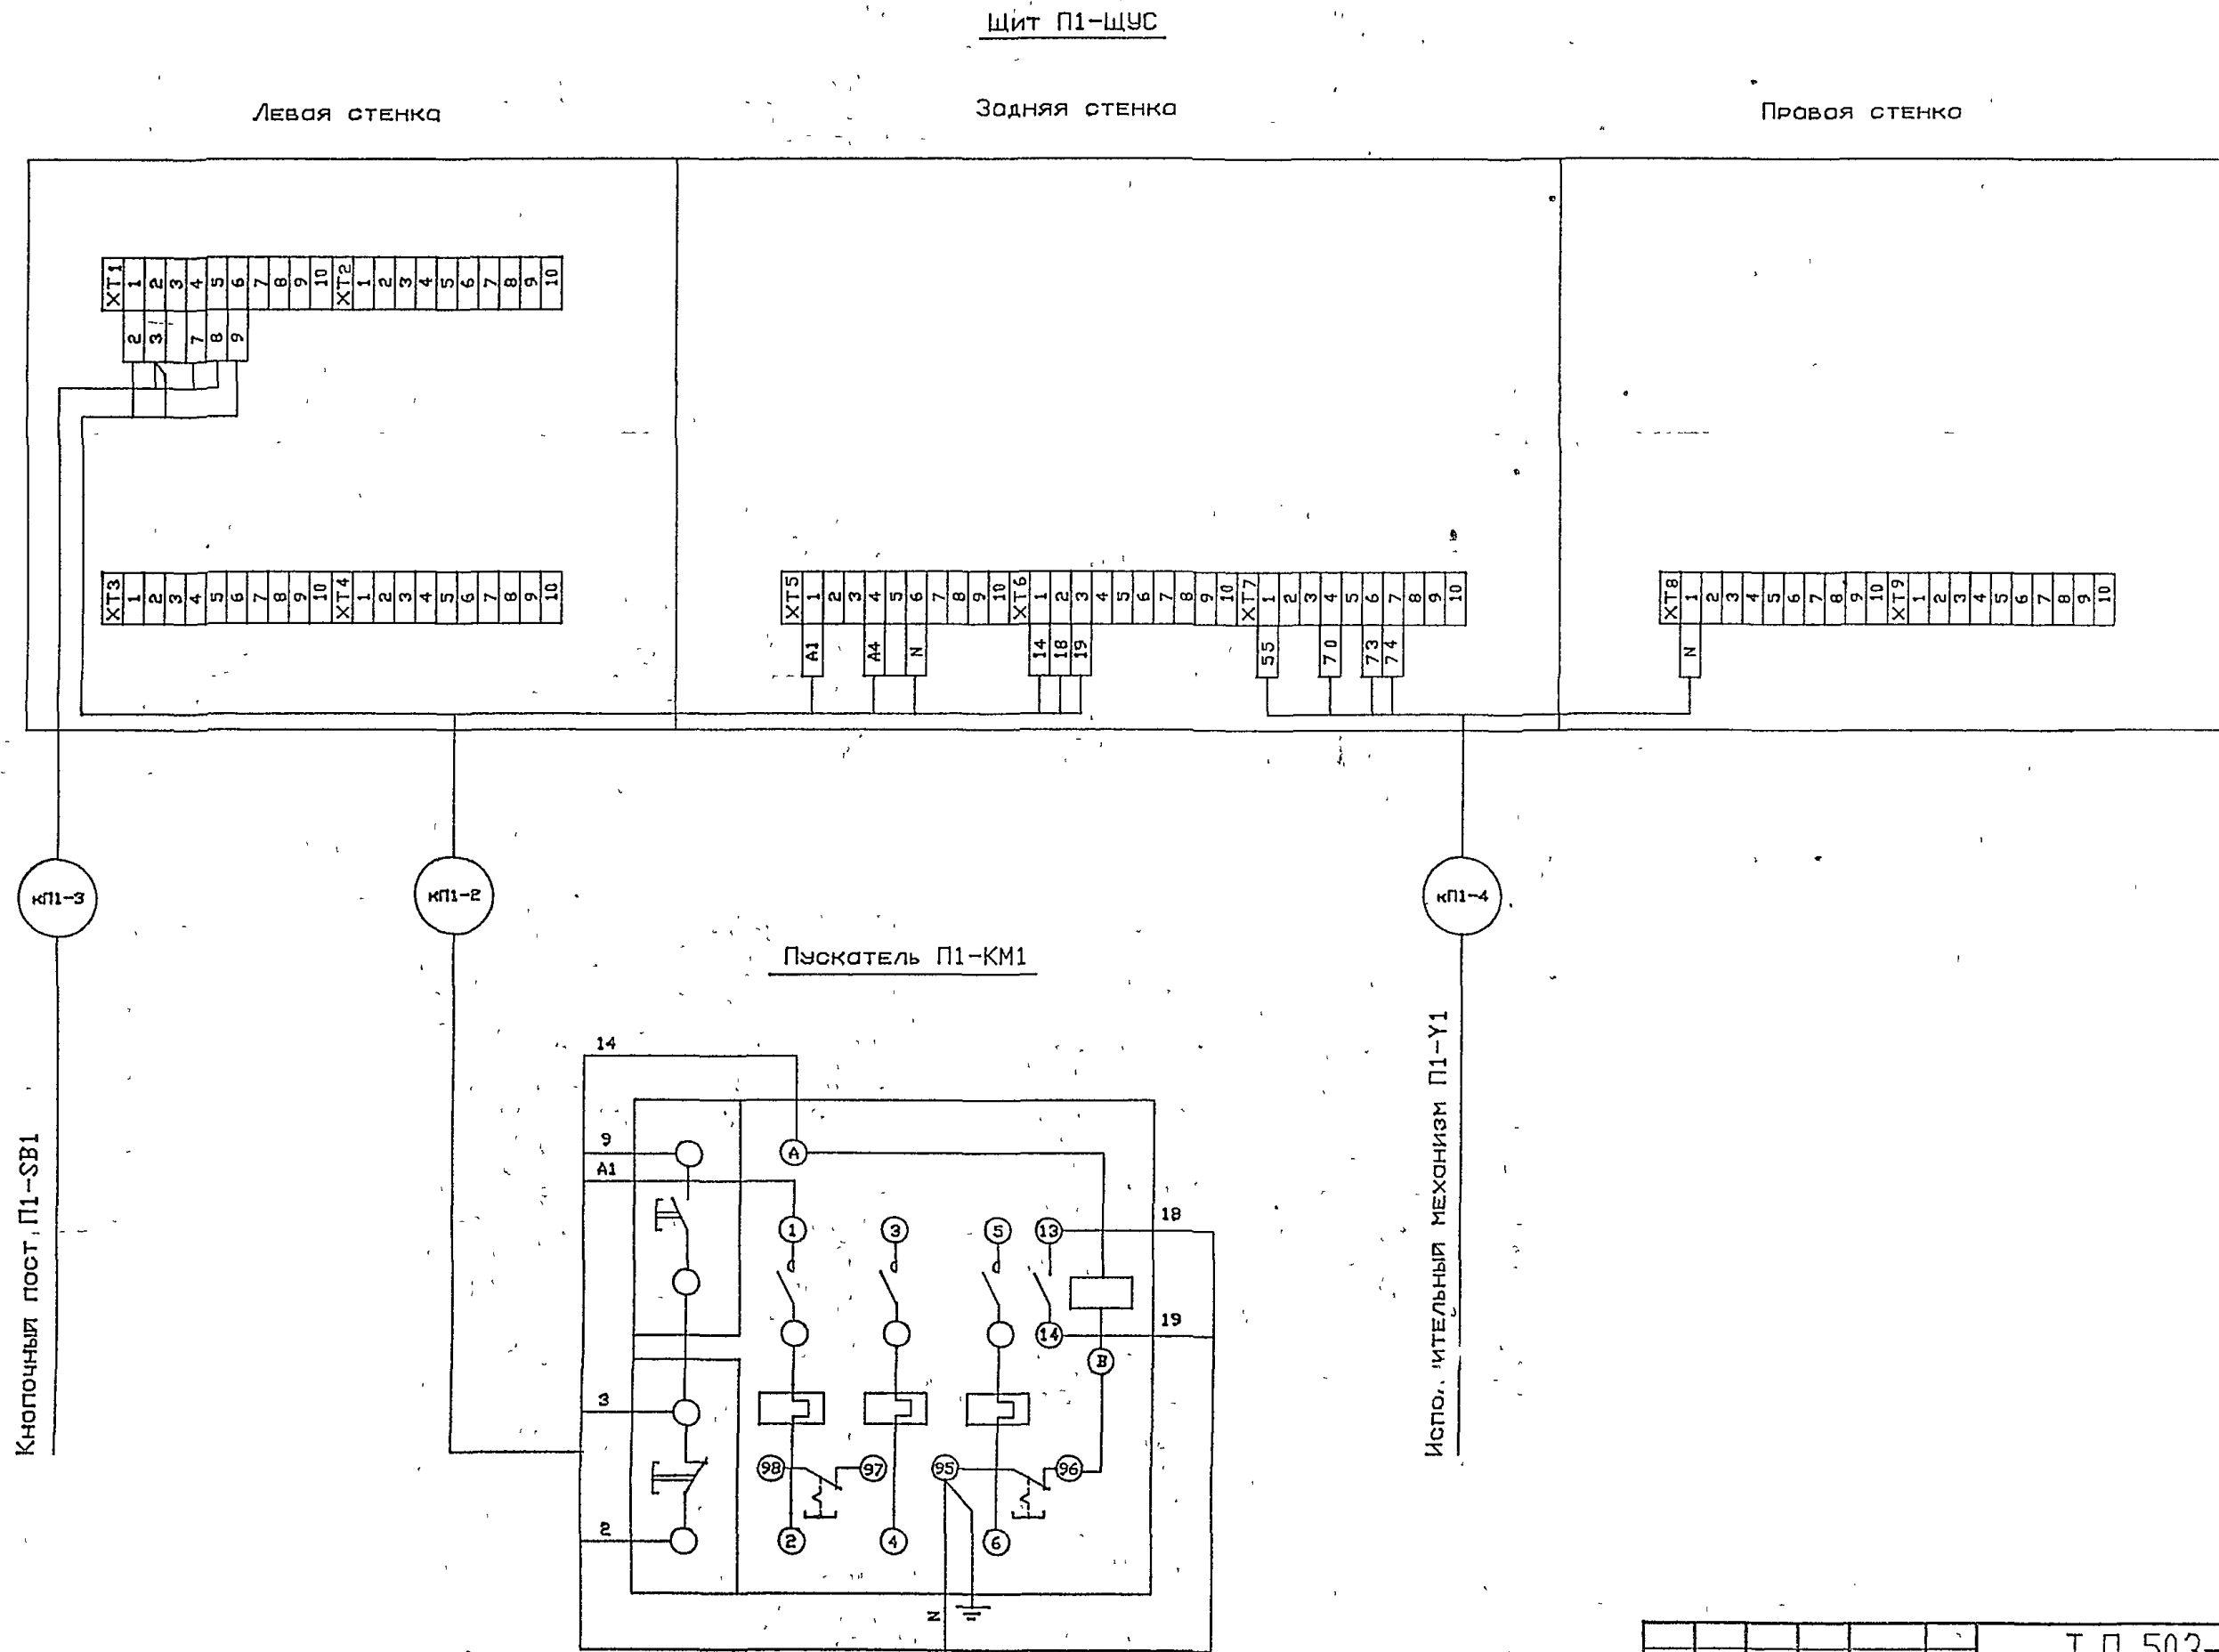 Щит П1-ЩУС
Левая стенка
Задняя стенка
Правая стенка
XT1 1 2 3 4 5 6 7 8 9 10 XT2 1 2 3 4 5 6 7 8 9 10
2 3 7 8 9
XT3 1 2 3 4 5 6 7 8 9 10 XT4 1 2 3 4 5 6 7 8 9 10
XT5 1 2 3 4 5 6 7 8 9 10 XT6 1 2 3 4 5 6 7 8 9 10 XT7 1 2 3 4 5 6 7 8 9 10
A1 A4 N 14 18 19 55 70 73 74
XT8 1 2 3 4 5 6 7 8 9 10 XT9 1 2 3 4 5 6 7 8 9 10
N
кП1-3
кП1-2
кП1-4
Кнопочный пост П1-SB1
Пускатель П1-КМ1
механизм П1-Y1
14
9
A
A1
1 3 5 13
18
14
19
B
3
98 97 95 96
2
2 4 6
N
Т П 503-